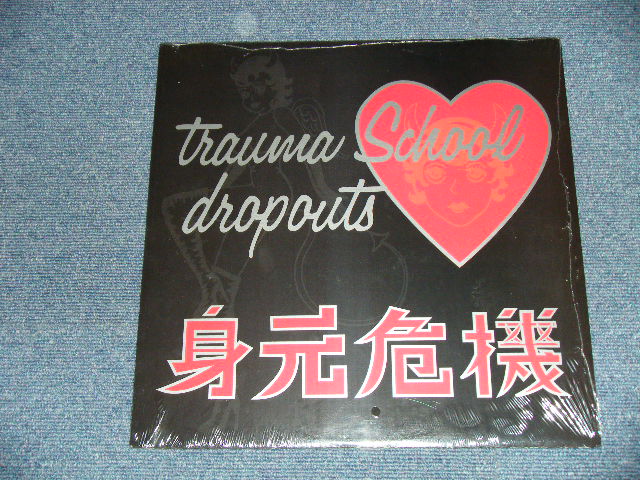 trauma School
dropouts
身元危機